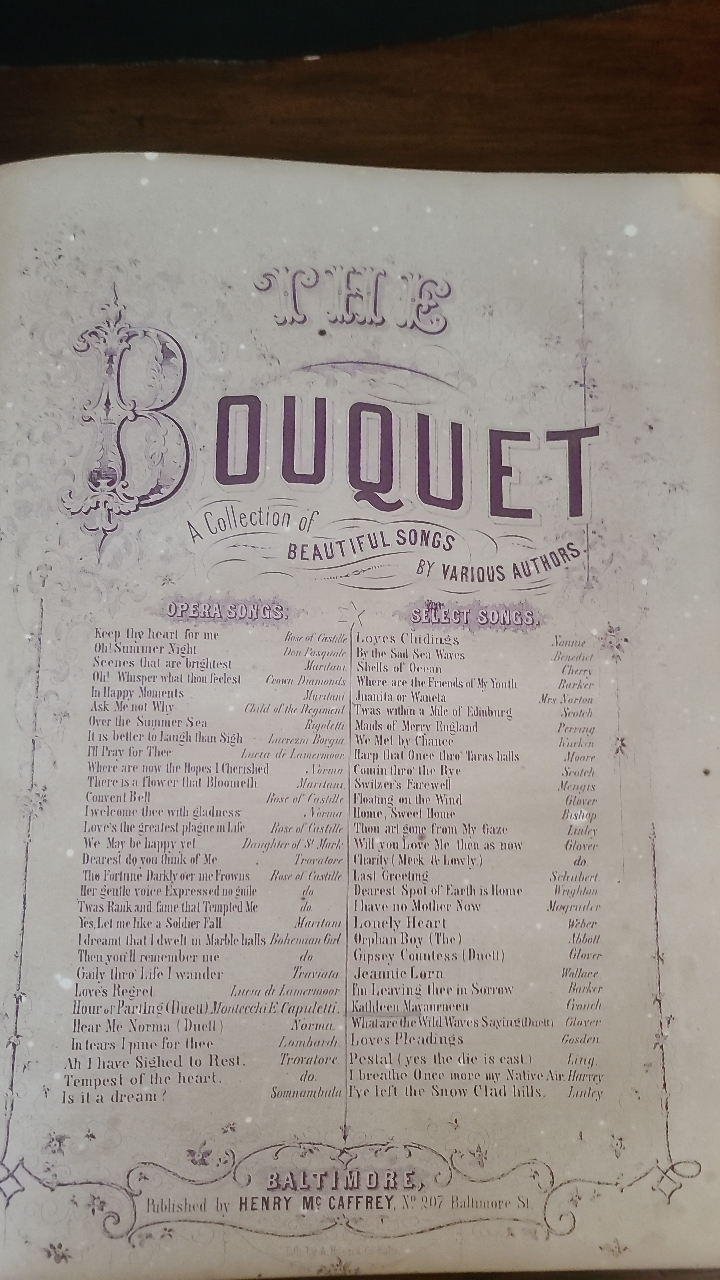 THE
BOUQUET
A Collection of
BEAUTIFUL SONGS
BY VARIOUS AUTHORS.
OPERA SONGS.
Keep thy heart for me Rose of Castille
Oh! Summer Night Don Pasquale
Scenes that are brightest Maritani
Oh! Whisper what thou feelest Crown Diamonds
In Happy Moments Maritani
Ask Me not Why Child of the Regiment
Over the Summer Sea Rigoletti
It is better to Laugh than Sigh Lucrezia Borgia
I'll Pray for Thee Lucia di Lamermoor
Where are now the Hopes I Cherished Norma
There is a flower that Bloometh Maritani
Convent Bell Rose of Castille
I welcome thee with gladness Norma
Love's the greatest plague in Life Rose of Castille
We May be happy yet Daughter of St Mark
Dearest do you think of Me Trovatore
The Fortune Darkly oer me Frowns Rose of Castille
Her gentle voice Expressed no guile do
Twas Rank and fame that Tempted Me do
Yes, Let me like a Soldier Fall Maritani
I dreamt that I dwelt in Marble halls Bohemian Girl
Then you'll remember me do
Gaily thro' Life I wander Traviata
Love's Regret Lucia di Lamermoor
Hour of Parting (Duett) Montecchi E Capuletti.
Hear Me Norma (Duett) Norma.
In tears I pine for thee Lombardi
Ah I have Sighed to Rest. Trovatore
Tempest of the heart. do.
Is it a dream? Somnambula
SELECT SONGS.
Loves Chidings Nannie
By the Sad Sea Waves Benedict
Shells of Ocean Cherry
Where are the Friends of My Youth Barker
Juanita or Waneta Mrs Norton
Twas within a Mile of Edinburg Scotch
Maids of Merry England Perring
We Met by Chance Kücken
Harp that Once thro' Taras halls Moore
Comin thro' the Rye Scotch
Switzer's Farewell Mengis
Floating on the Wind Glover
Home, Sweet Home Bishop
Thou art gone from My Gaze Linley
Will you Love Me then as now Glover
Charity (Meek & Lowly) do
Last Greeting Schubert.
Dearest Spot of Earth is Home Wrighton
I have no Mother Now Magruder
Lonely Heart Weber
Orphan Boy (The) Abbott
Gipsey Countess (Duett) Glover
Jeannie Lorn Wallace
I'm Leaving thee in Sorrow Barker
Kathleen Mavourneen Crouch
What are the Wild Waves Saying (Duett) Glover
Loves Pleadings Gosden
Pestal (yes the die is cast) Ling.
I breathe Once more my Native Air Harvey
I've left the Snow Clad hills. Linley
BALTIMORE,
Published by HENRY Mc CAFFREY, No 207 Baltimore St.